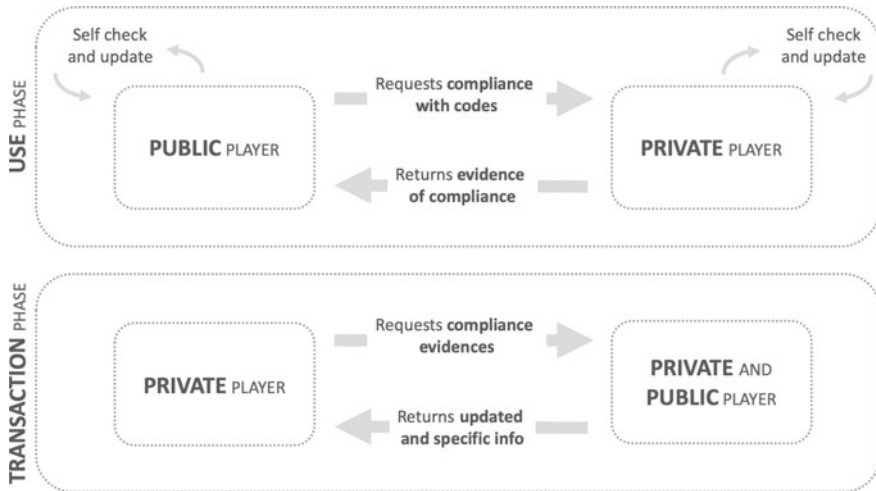 USE PHASE
Self check
and update
Self check
and update
Requests compliance
with codes
PUBLIC PLAYER
PRIVATE PLAYER
Returns evidence
of compliance
TRANSACTION PHASE
Requests compliance
evidences
PRIVATE PLAYER
PRIVATE AND
PUBLIC PLAYER
Returns updated
and specific info